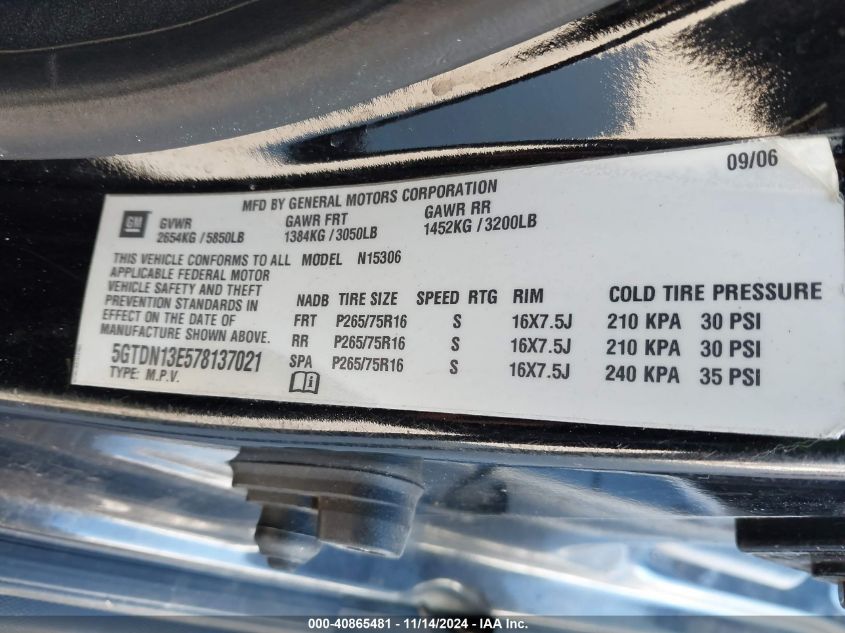 09/06
MFD BY GENERAL MOTORS CORPORATION
GM
GVWR GAWR FRT GAWR RR
2654KG / 5850LB 1384KG / 3050LB 1452KG / 3200LB
THIS VEHICLE CONFORMS TO ALL MODEL N15306
APPLICABLE FEDERAL MOTOR
VEHICLE SAFETY AND THEFT
PREVENTION STANDARDS IN
EFFECT ON THE DATE OF
MANUFACTURE SHOWN ABOVE.
5GTDN13E578137021
TYPE: M.P.V.
NADB TIRE SIZE SPEED RTG RIM COLD TIRE PRESSURE
FRT P265/75R16 S 16X7.5J 210 KPA 30 PSI
RR P265/75R16 S 16X7.5J 210 KPA 30 PSI
SPA P265/75R16 S 16X7.5J 240 KPA 35 PSI
000-40865481 - 11/14/2024 - IAA Inc.